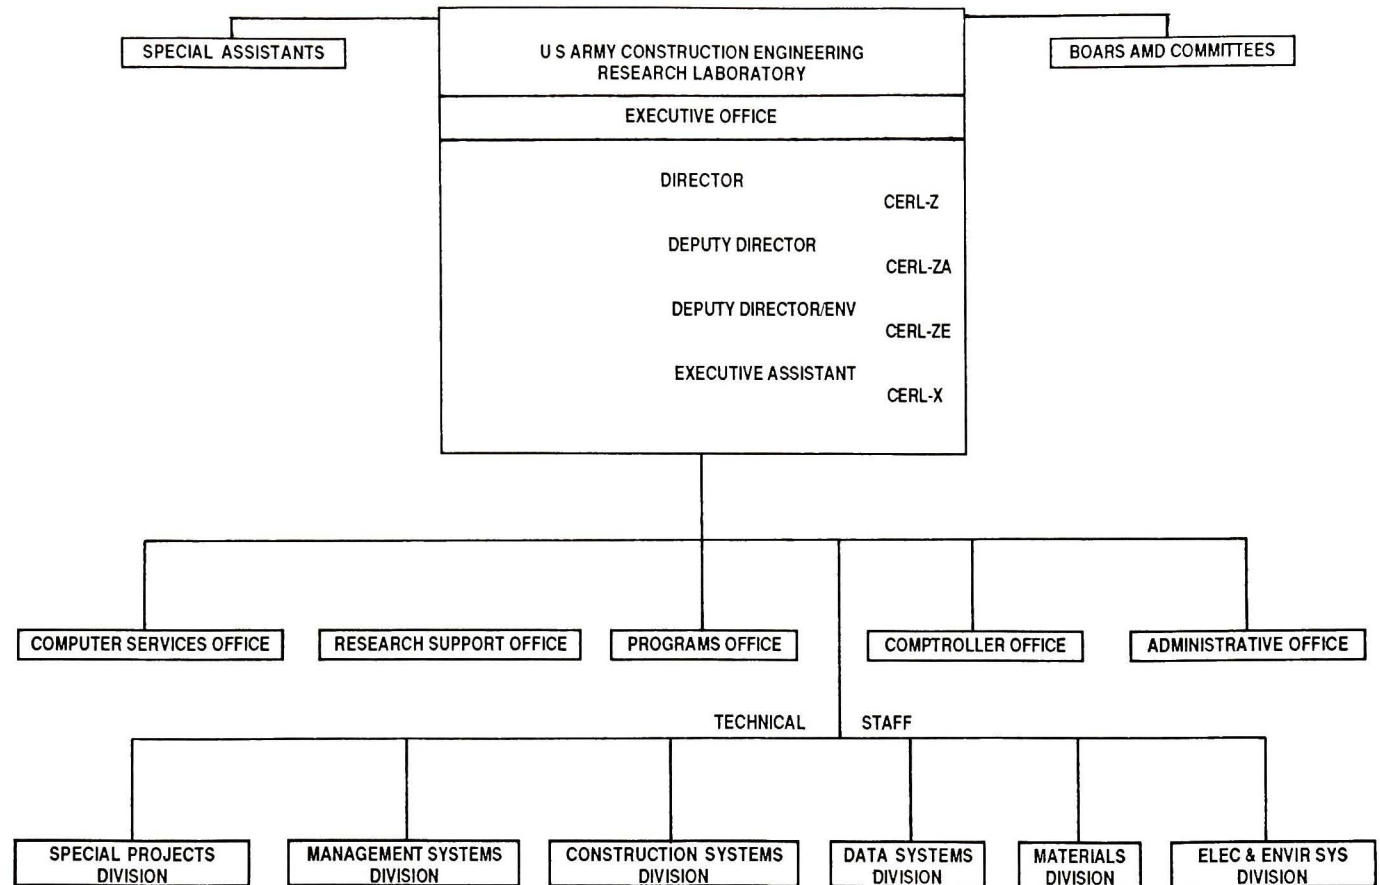 SPECIAL ASSISTANTS
U S ARMY CONSTRUCTION ENGINEERING
RESEARCH LABORATORY
BOARS AMD COMMITTEES
EXECUTIVE OFFICE
DIRECTOR
CERL-Z
DEPUTY DIRECTOR
CERL-ZA
DEPUTY DIRECTOR/ENV
CERL-ZE
EXECUTIVE ASSISTANT
CERL-X
COMPUTER SERVICES OFFICE
RESEARCH SUPPORT OFFICE
PROGRAMS OFFICE
COMPTROLLER OFFICE
ADMINISTRATIVE OFFICE
TECHNICAL STAFF
SPECIAL PROJECTS
DIVISION
MANAGEMENT SYSTEMS
DIVISION
CONSTRUCTION SYSTEMS
DIVISION
DATA SYSTEMS
DIVISION
MATERIALS
DIVISION
ELEC & ENVIR SYS
DIVISION